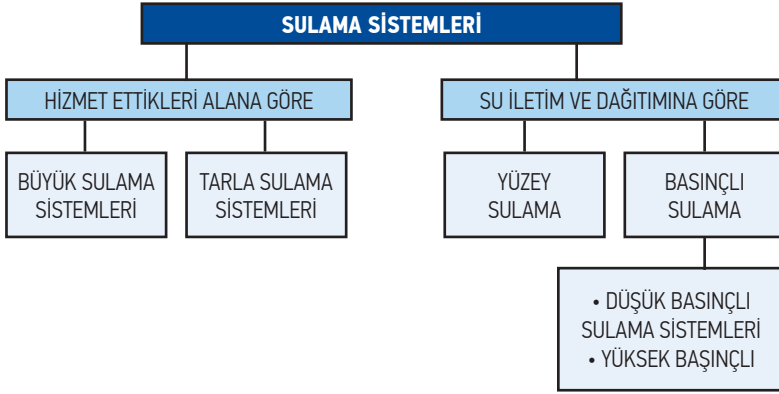 SULAMA SİSTEMLERİ
HİZMET ETTİKLERİ ALANA GÖRE
SU İLETİM VE DAĞITIMINA GÖRE
BÜYÜK SULAMA
SİSTEMLERİ
TARLA SULAMA
SİSTEMLERİ
YÜZEY
SULAMA
BASINÇLI
SULAMA
• DÜŞÜK BASINÇLI
SULAMA SİSTEMLERİ
• YÜKSEK BAŞINÇLI